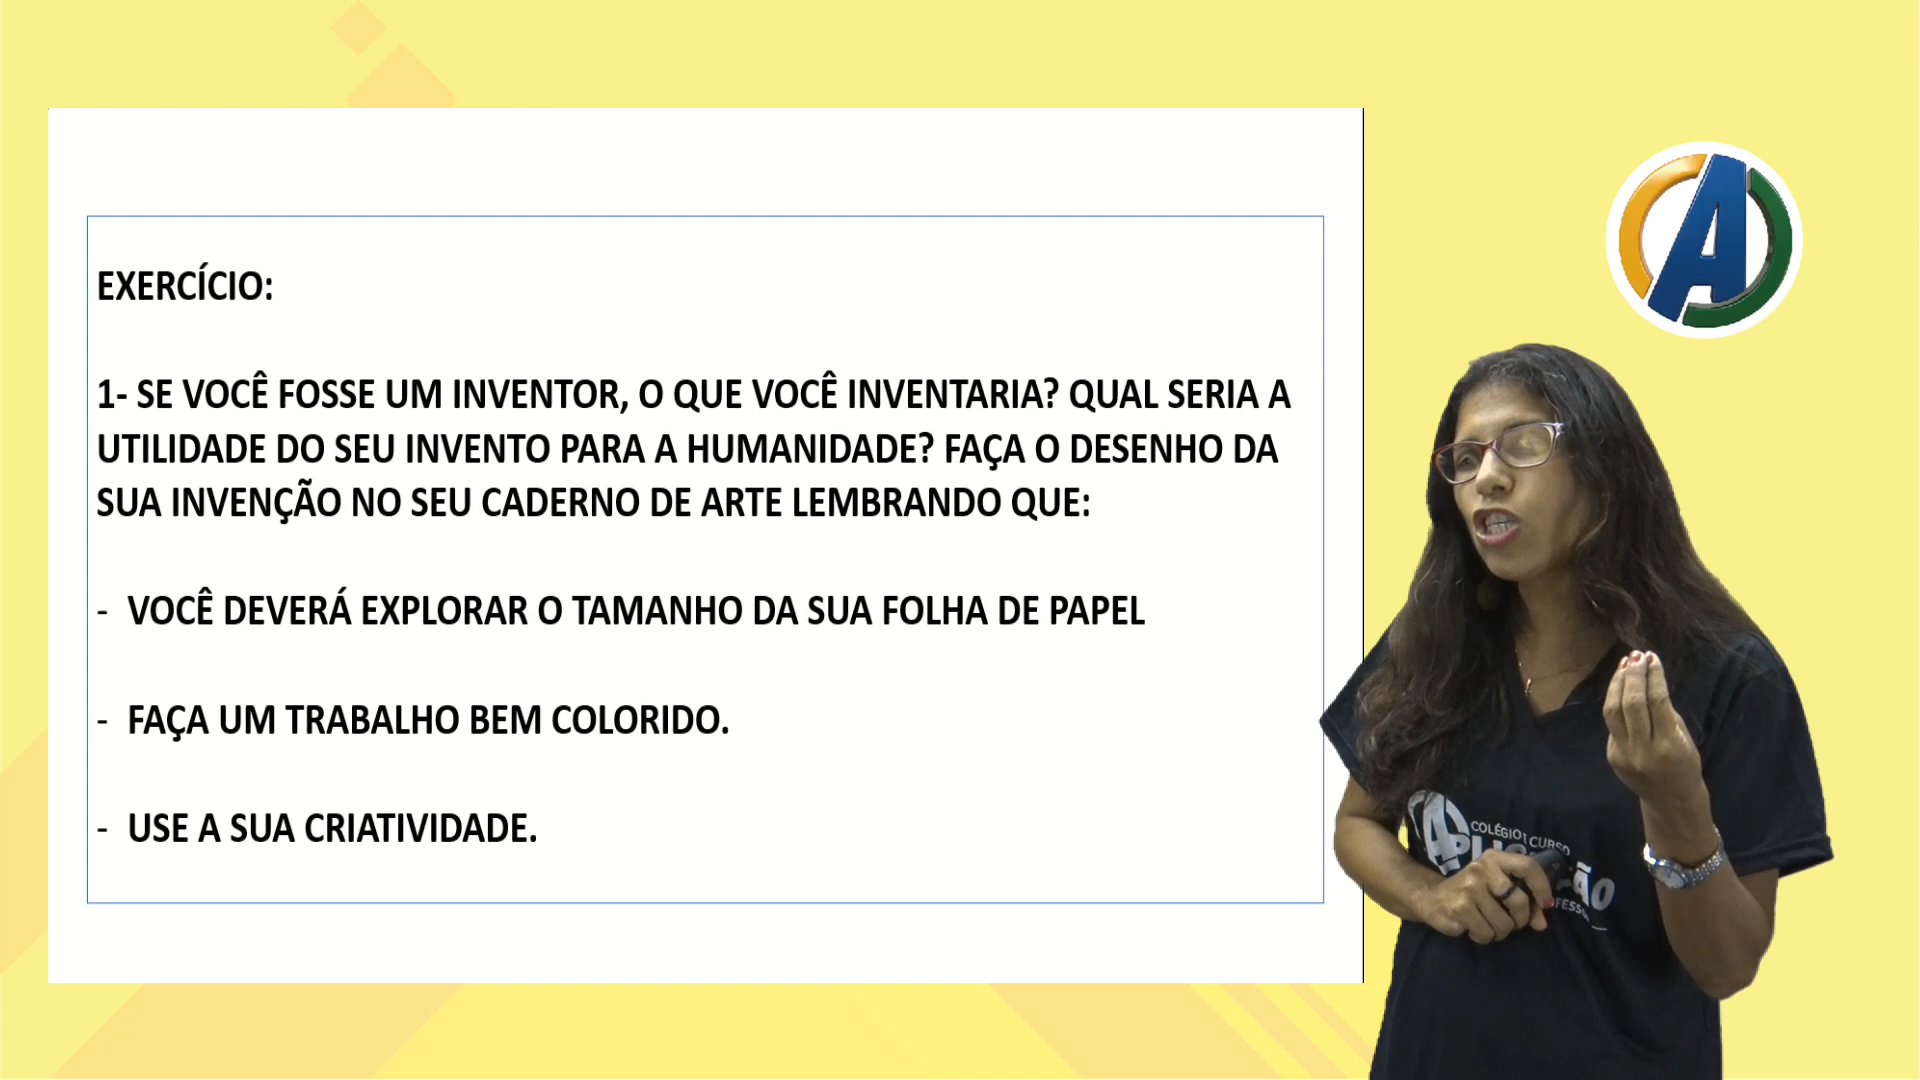 EXERCÍCIO:
1- SE VOCÊ FOSSE UM INVENTOR, O QUE VOCÊ INVENTARIA? QUAL SERIA A
UTILIDADE DO SEU INVENTO PARA A HUMANIDADE? FAÇA O DESENHO DA
SUA INVENÇÃO NO SEU CADERNO DE ARTE LEMBRANDO QUE:
- VOCÊ DEVERÁ EXPLORAR O TAMANHO DA SUA FOLHA DE PAPEL
- FAÇA UM TRABALHO BEM COLORIDO.
- USE A SUA CRIATIVIDADE.
A
COLÉGIO E CURSO